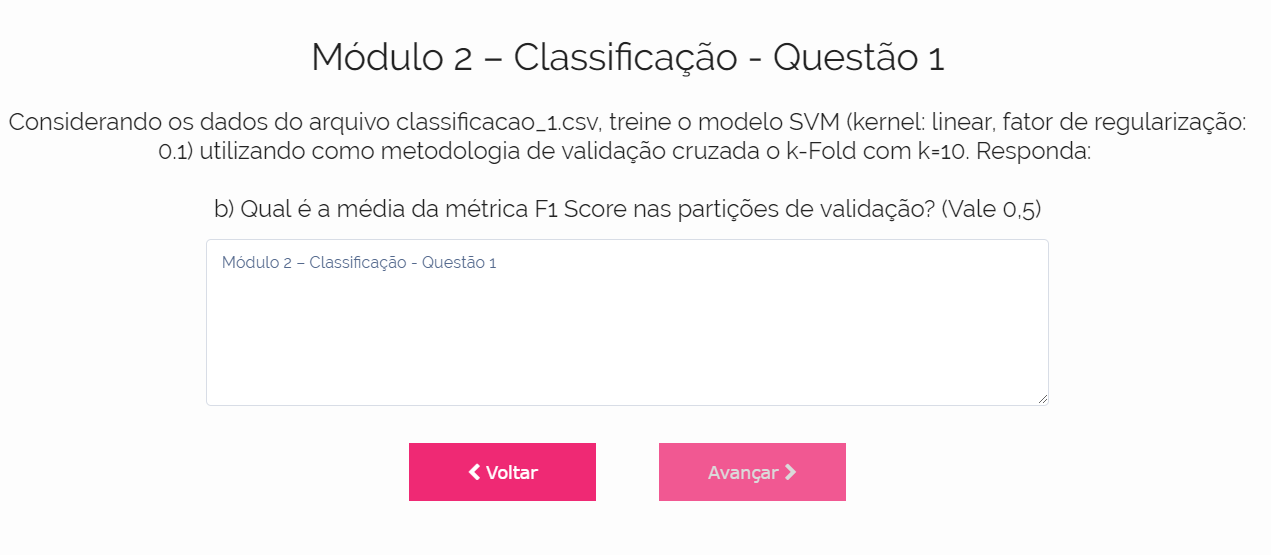 Módulo 2 – Classificação - Questão 1
Considerando os dados do arquivo classificacao_1.csv, treine o modelo SVM (kernel: linear, fator de regularização:
0.1) utilizando como metodologia de validação cruzada o k-Fold com k=10. Responda:
b) Qual é a média da métrica F1 Score nas partições de validação? (Vale 0,5)
Módulo 2 – Classificação - Questão 1
Voltar
Avançar